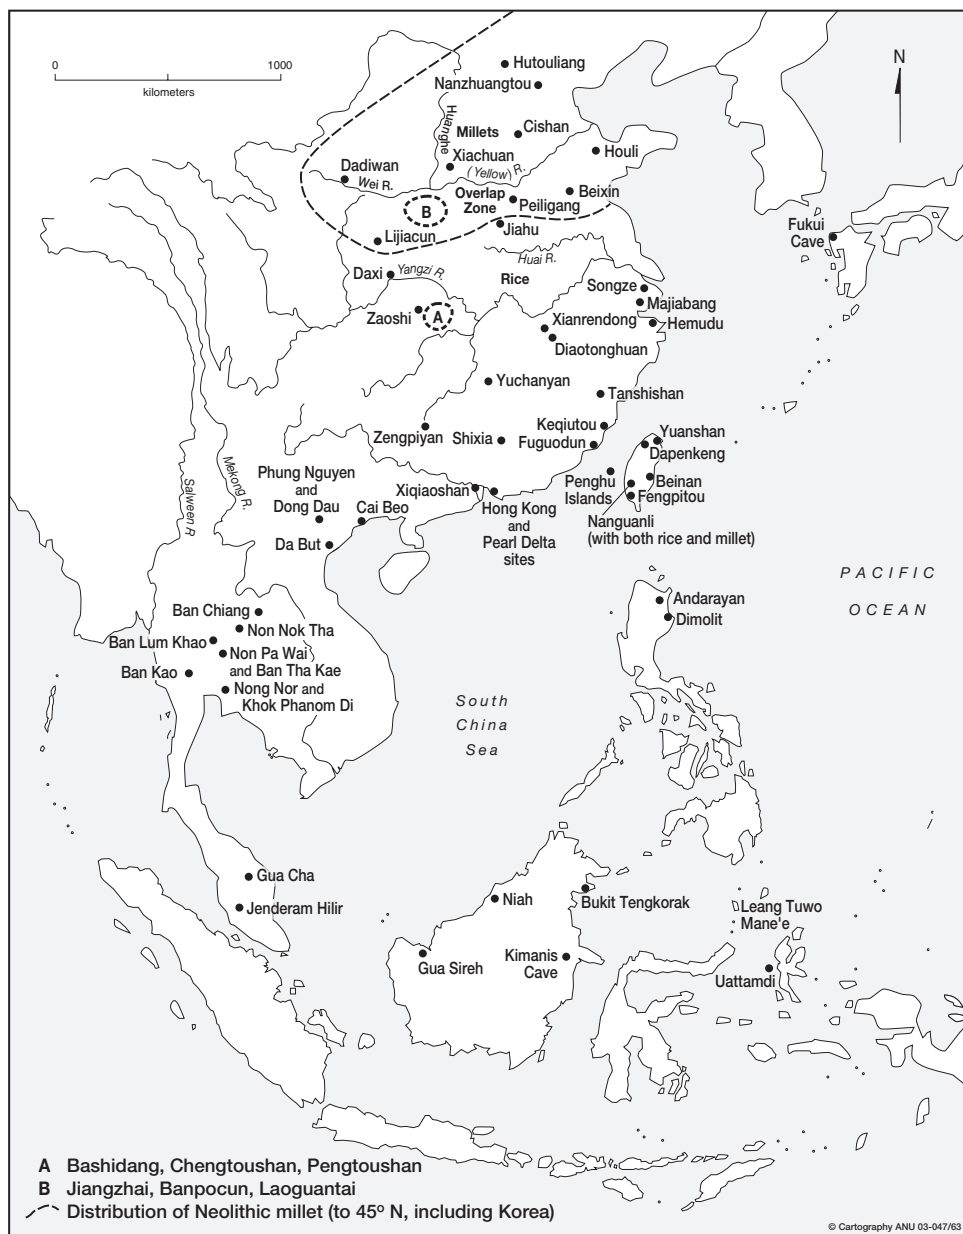 0 1000
kilometers
N
Hutouliang
Nanzhuangtou
Huanghe
Millets
Cishan
Xiachuan
(Yellow) R.
Houli
Dadiwan
Wei R.
Overlap
Zone
Beixin
Peiligang
B
Jiahu
Lijiacun
Huai R.
Fukui
Cave
Daxi
Yangzi R.
Rice
Songze
Majiabang
Zaoshi
A
Xianrendong
Hemudu
Diaotonghuan
Yuchanyan
Tanshishan
Keqiutou
Zengpiyan
Shixia
Fuguodun
Yuanshan
Dapenkeng
Phung Nguyen
and
Dong Dau
Mekong R.
Salween R
Xiqiaoshan
Penghu
Islands
Beinan
Fengpitou
Cai Beo
Hong Kong
and
Pearl Delta
sites
Nanguanli
(with both rice and millet)
Da But
PACIFIC
OCEAN
Andarayan
Dimolit
Ban Chiang
Non Nok Tha
Ban Lum Khao
Non Pa Wai
and Ban Tha Kae
Ban Kao
Nong Nor and
Khok Phanom Di
South
China
Sea
Gua Cha
Jenderam Hilir
Niah
Bukit Tengkorak
Leang Tuwo
Mane'e
Gua Sireh
Kimanis
Cave
Uattamdi
A Bashidang, Chengtoushan, Pengtoushan
B Jiangzhai, Banpocun, Laoguantai
Distribution of Neolithic millet (to 45º N, including Korea)
© Cartography ANU 03-047/63